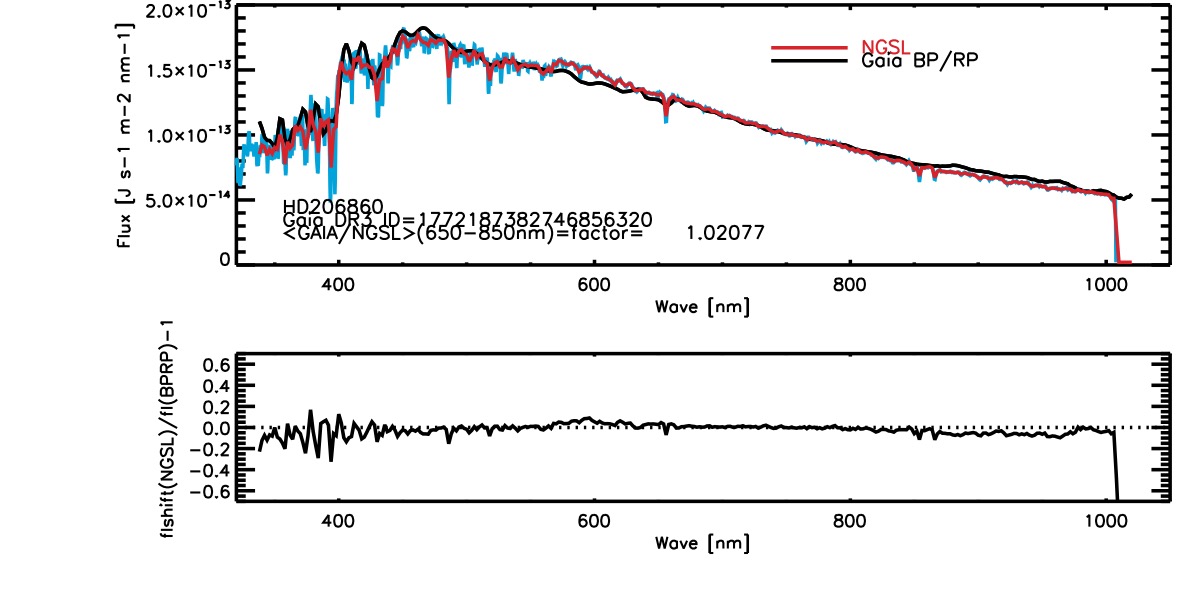 2.0×10−13
1.5×10−13
1.0×10−13
5.0×10−14
0
Flux [J s−1 m−2 nm−1]
NGSL
Gaia BP/RP
HD206860
Gaia DR3 ID=1772187382746856320
<GAIA/NGSL>(650−850nm)=factor= 1.02077
400 600 800 1000
Wave [nm]
flshift(NGSL)/fl(BPRP)−1
0.6
0.4
0.2
0.0
−0.2
−0.4
−0.6
400 600 800 1000
Wave [nm]